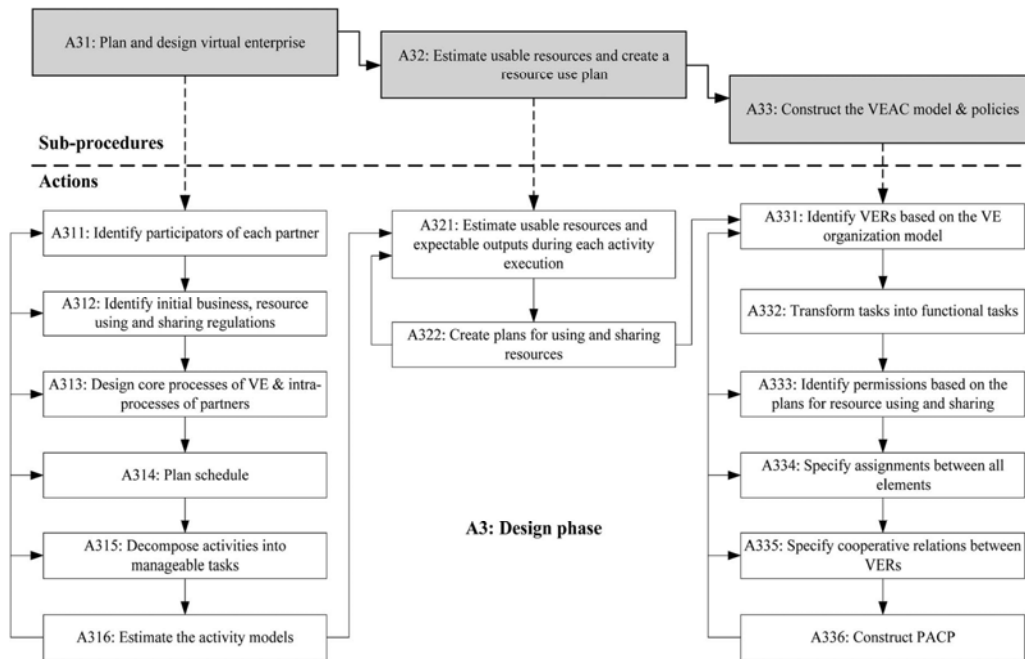 A31: Plan and design virtual enterprise
A32: Estimate usable resources and create a
resource use plan
A33: Construct the VEAC model & policies
Sub-procedures
Actions
A311: Identify participators of each partner
A312: Identify initial business, resource
using and sharing regulations
A313: Design core processes of VE & intra-
processes of partners
A314: Plan schedule
A315: Decompose activities into
manageable tasks
A316: Estimate the activity models
A321: Estimate usable resources and
expectable outputs during each activity
execution
A322: Create plans for using and sharing
resources
A3: Design phase
A331: Identify VERs based on the VE
organization model
A332: Transform tasks into functional tasks
A333: Identify permissions based on the
plans for resource using and sharing
A334: Specify assignments between all
elements
A335: Specify cooperative relations between
VERs
A336: Construct PACP